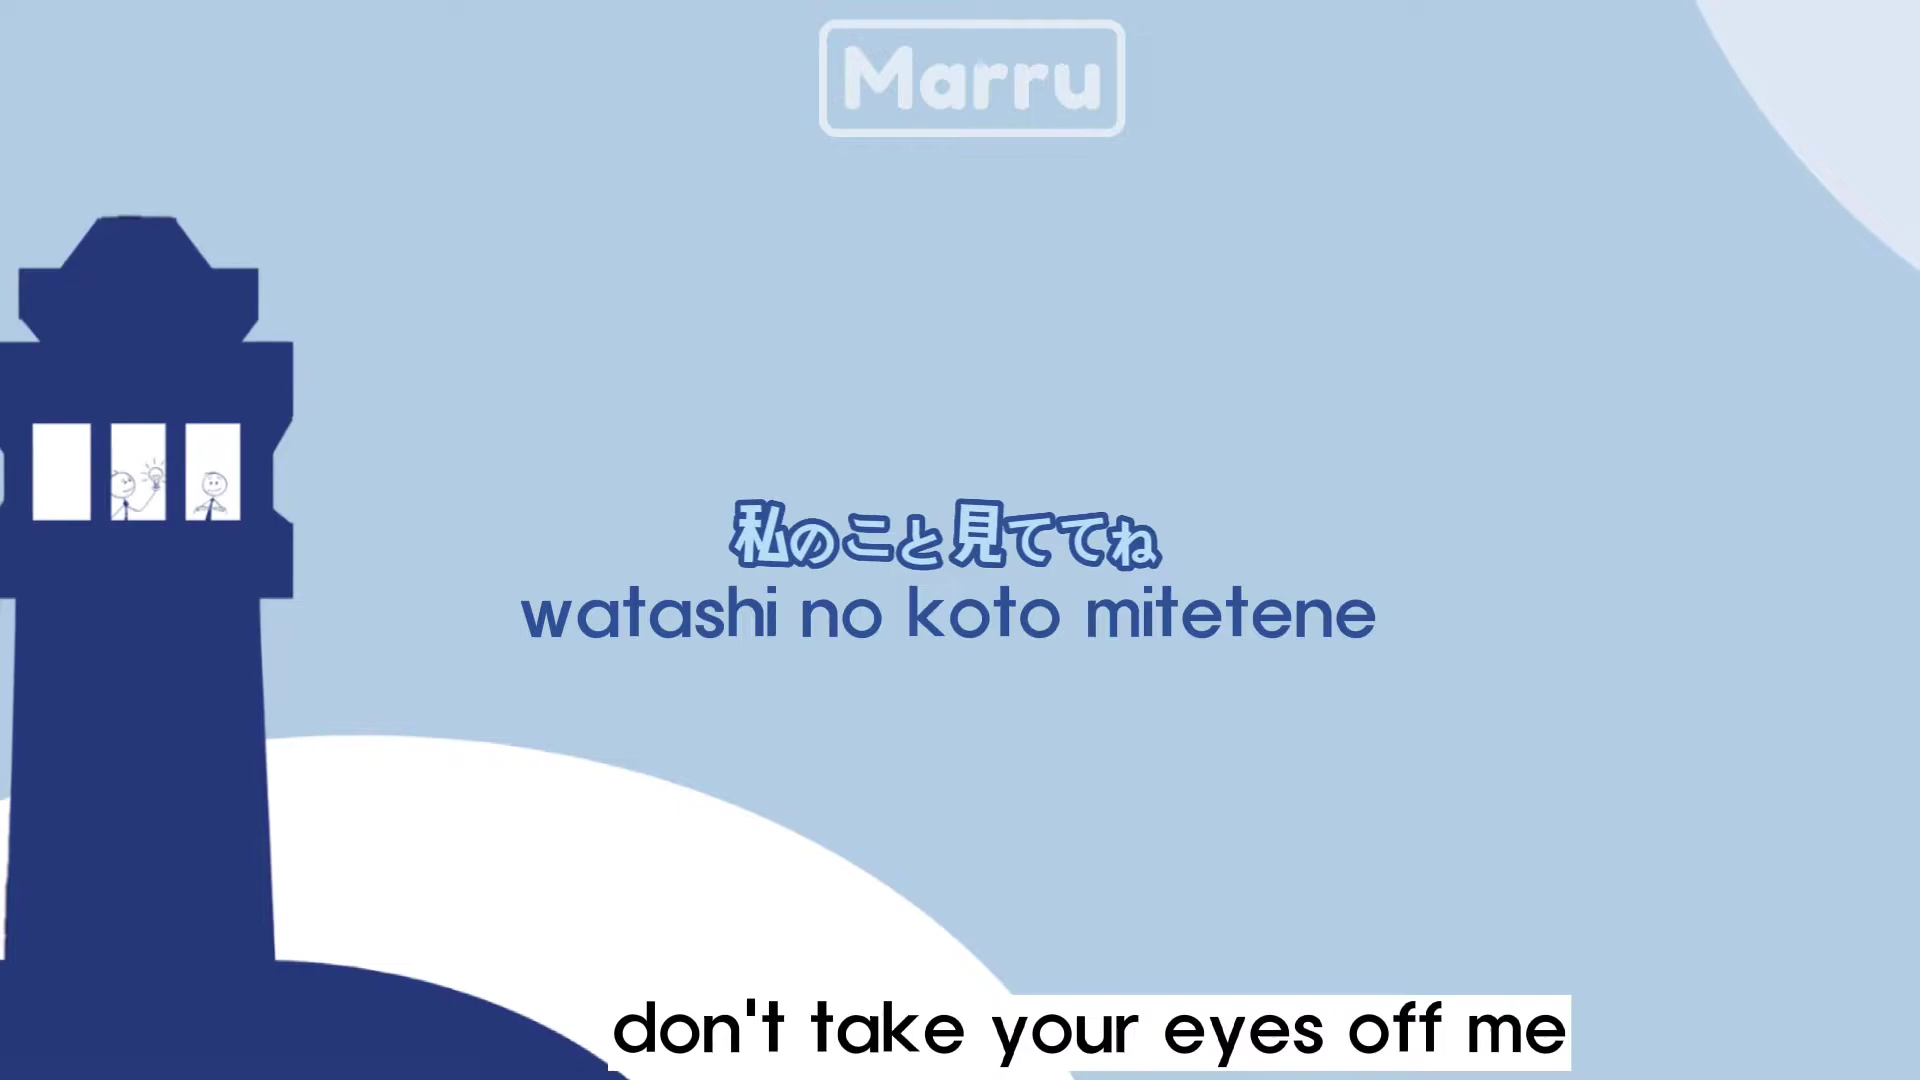 Marru
私のこと見ててね
watashi no koto mitetene
don't take your eyes off me